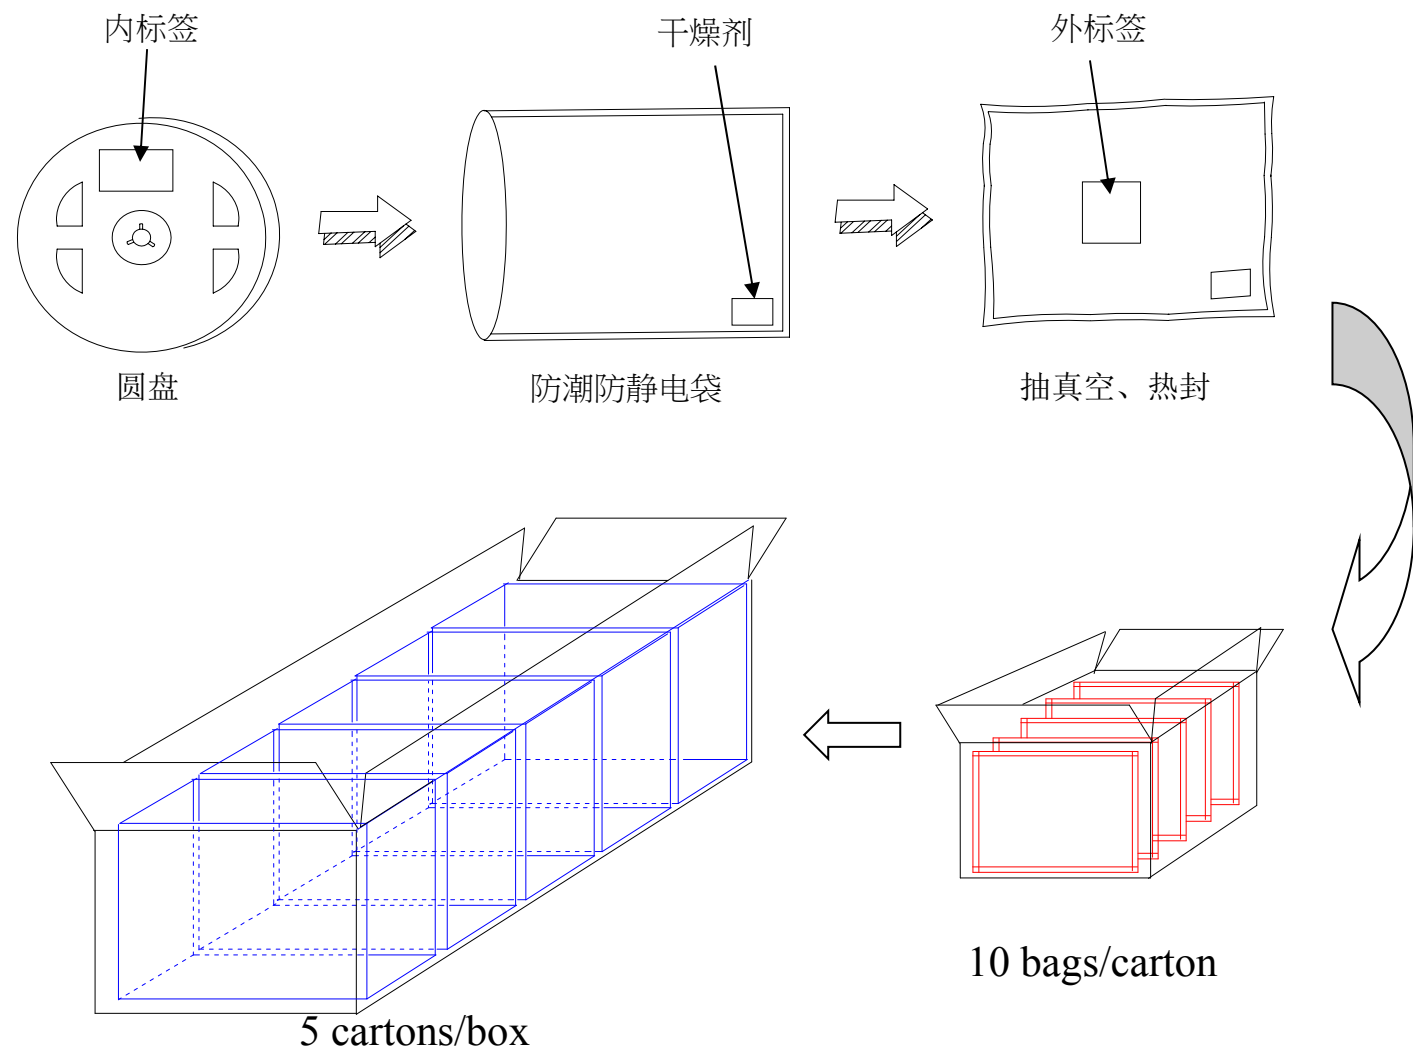 内标签
干燥剂
外标签
圆盘
防潮防静电袋
抽真空、热封
10 bags/carton
5 cartons/box